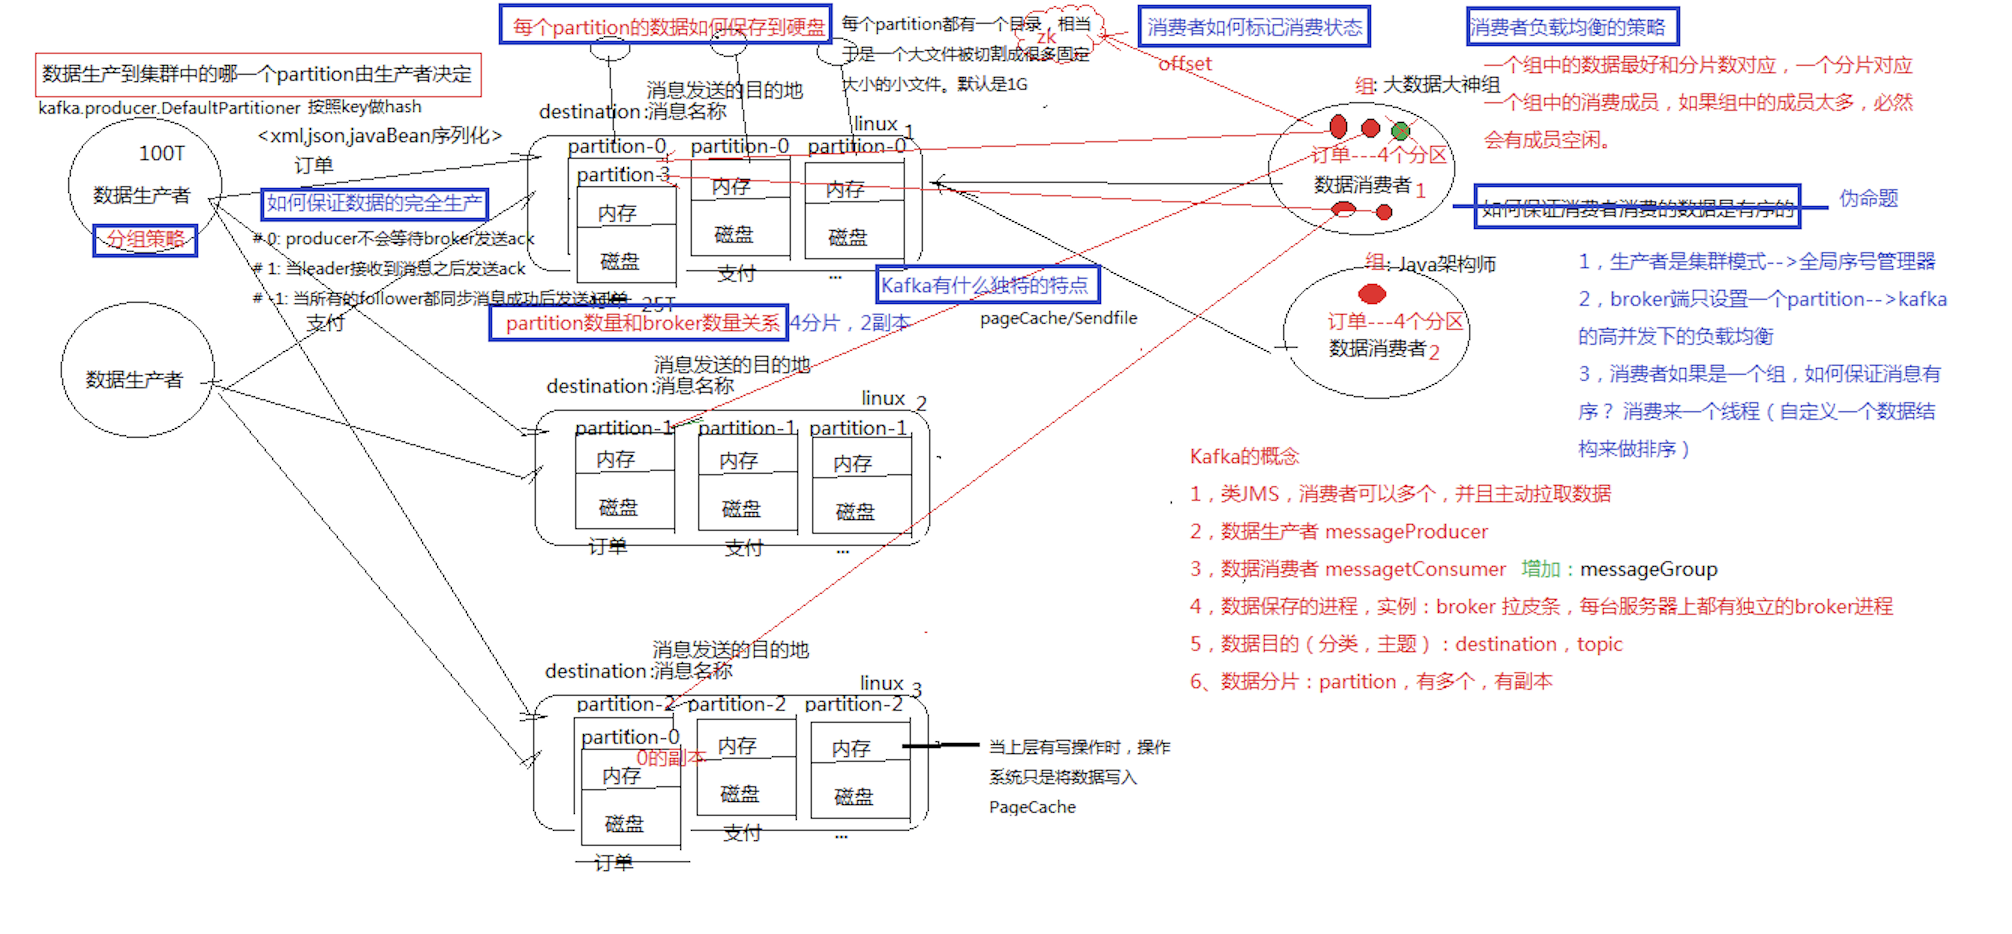 每个partition的数据如何保存到硬盘
每个partition都有一个目录，相当
于是一个大文件被切割成很多固定
大小的小文件。默认是1G
zk
消费者如何标记消费状态
offset
消费者负载均衡的策略
一个组中的数据最好和分片数对应，一个分片对应
一个组中的消费成员，如果组中的成员太多，必然
会有成员空闲。
数据生产到集群中的哪一个partition由生产者决定
kafka.producer.DefaultPartitioner 按照key做hash
<xml,json,javaBean序列化>
订单
100T
数据生产者
分组策略
如何保证数据的完全生产
# 0: producer不会等待broker发送ack
# 1: 当leader接收到消息之后发送ack
# -1: 当所有的follower都同步消息成功后发送
支付
数据生产者
消息发送的目的地
destination:消息名称
linux 1
partition-0
partition-0
partition-0
partition-3
内存
内存
内存
磁盘
磁盘
磁盘
订单
支付
...
25T
partition数量和broker数量关系
4分片，2副本
Kafka有什么独特的特点
pageCache/Sendfile
组: 大数据大神组
订单---4个分区
数据消费者 1
组: Java架构师
订单---4个分区
数据消费者 2
如何保证消费者消费的数据是有序的
伪命题
1，生产者是集群模式-->全局序号管理器
2，broker端只设置一个partition-->kafka
的高并发下的负载均衡
3，消费者如果是一个组，如何保证消息有
序？ 消费来一个线程（自定义一个数据结
构来做排序）
消息发送的目的地
destination:消息名称
linux 2
partition-1
partition-1
partition-1
内存
内存
内存
磁盘
磁盘
磁盘
订单
支付
...
Kafka的概念
1，类JMS，消费者可以多个，并且主动拉取数据
2，数据生产者 messageProducer
3，数据消费者 messagetConsumer 增加：messageGroup
4，数据保存的进程，实例：broker 拉皮条，每台服务器上都有独立的broker进程
5，数据目的（分类，主题）：destination，topic
6、数据分片：partition，有多个，有副本
消息发送的目的地
destination:消息名称
linux 3
partition-2
partition-2
partition-2
partition-0
0的副本
内存
内存
内存
磁盘
磁盘
磁盘
订单
支付
...
当上层有写操作时，操作
系统只是将数据写入
PageCache